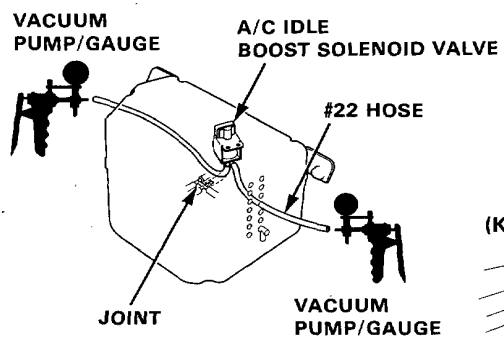 VACUUM
PUMP/GAUGE
A/C IDLE
BOOST SOLENOID VALVE
#22 HOSE
(K
JOINT
VACUUM
PUMP/GAUGE